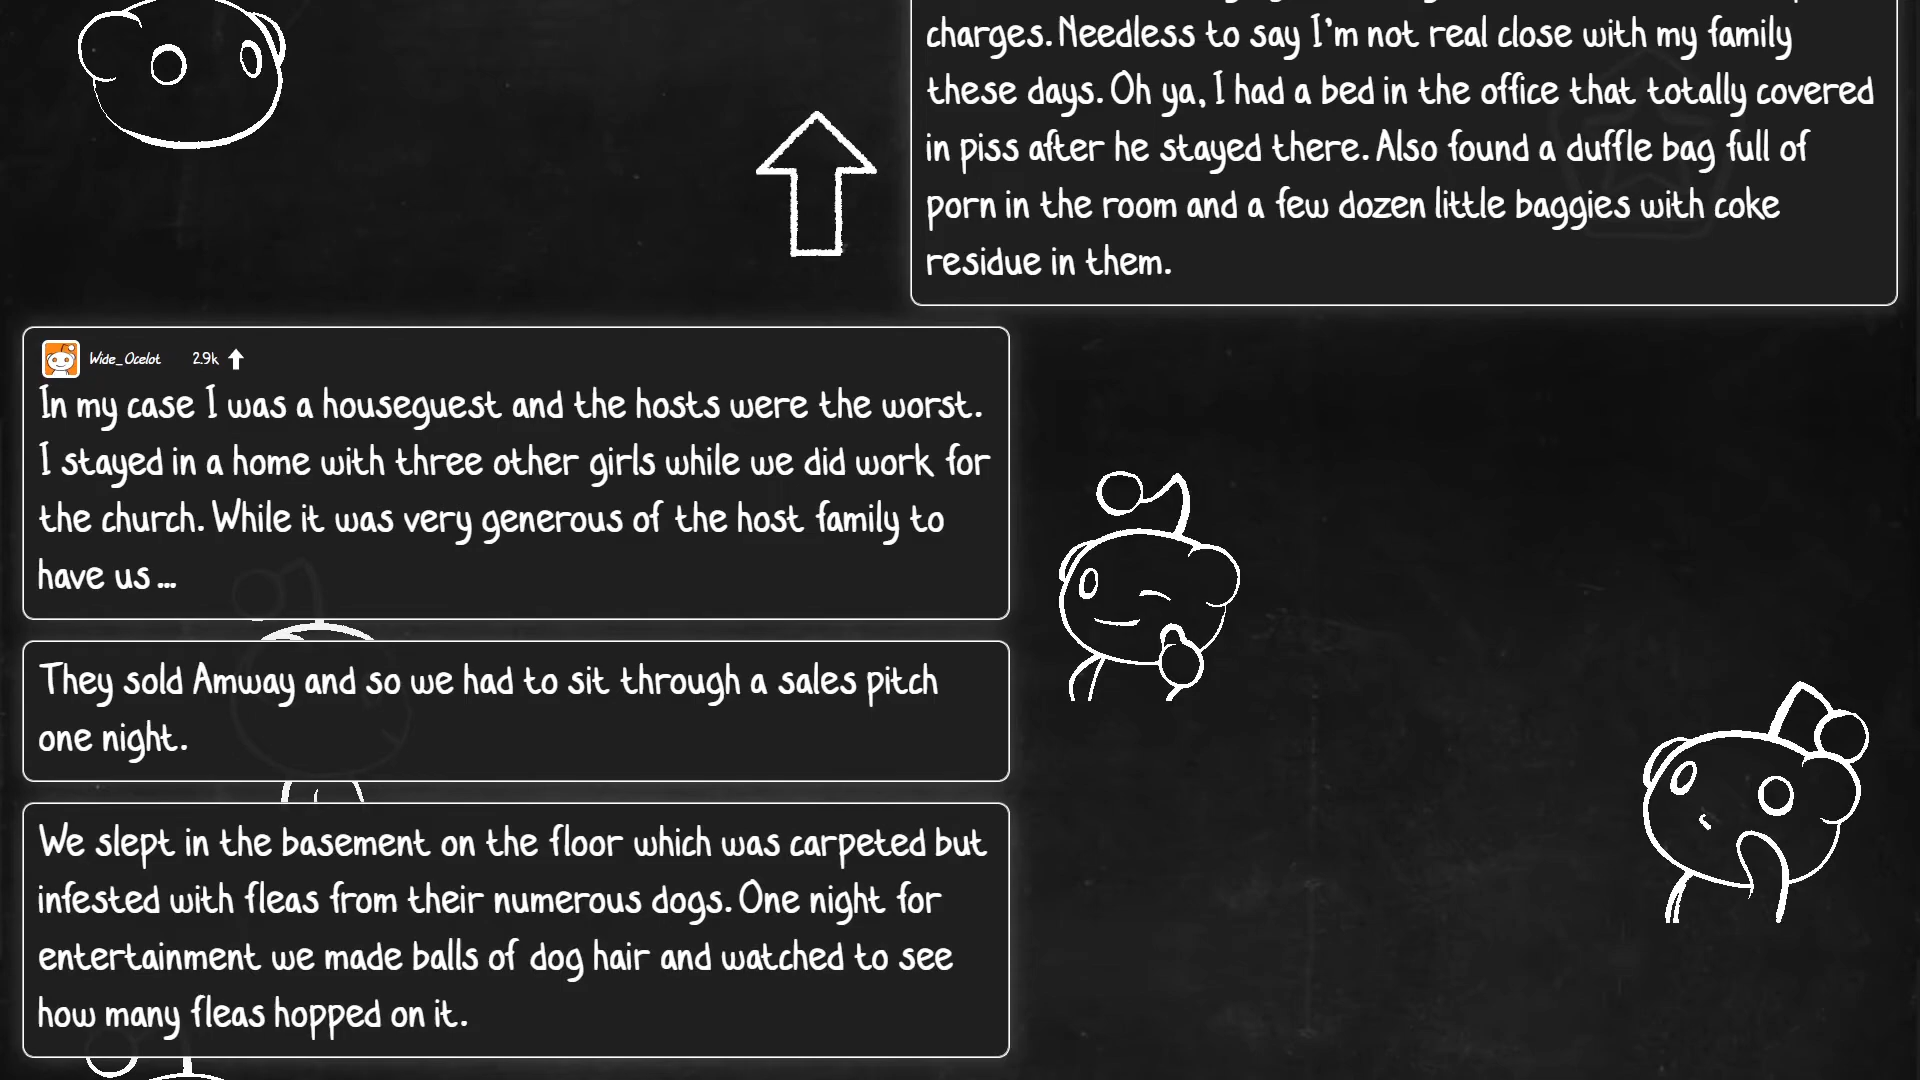 charges. Needless to say I'm not real close with my family
these days. Oh ya, I had a bed in the office that totally covered
in piss after he stayed there. Also found a duffle bag full of
porn in the room and a few dozen little baggies with coke
residue in them.
Wide_Ocelot 2.9k
In my case I was a houseguest and the hosts were the worst.
I stayed in a home with three other girls while we did work for
the church. While it was very generous of the host family to
have us ...
They sold Amway and so we had to sit through a sales pitch
one night.
We slept in the basement on the floor which was carpeted but
infested with fleas from their numerous dogs. One night for
entertainment we made balls of dog hair and watched to see
how many fleas hopped on it.